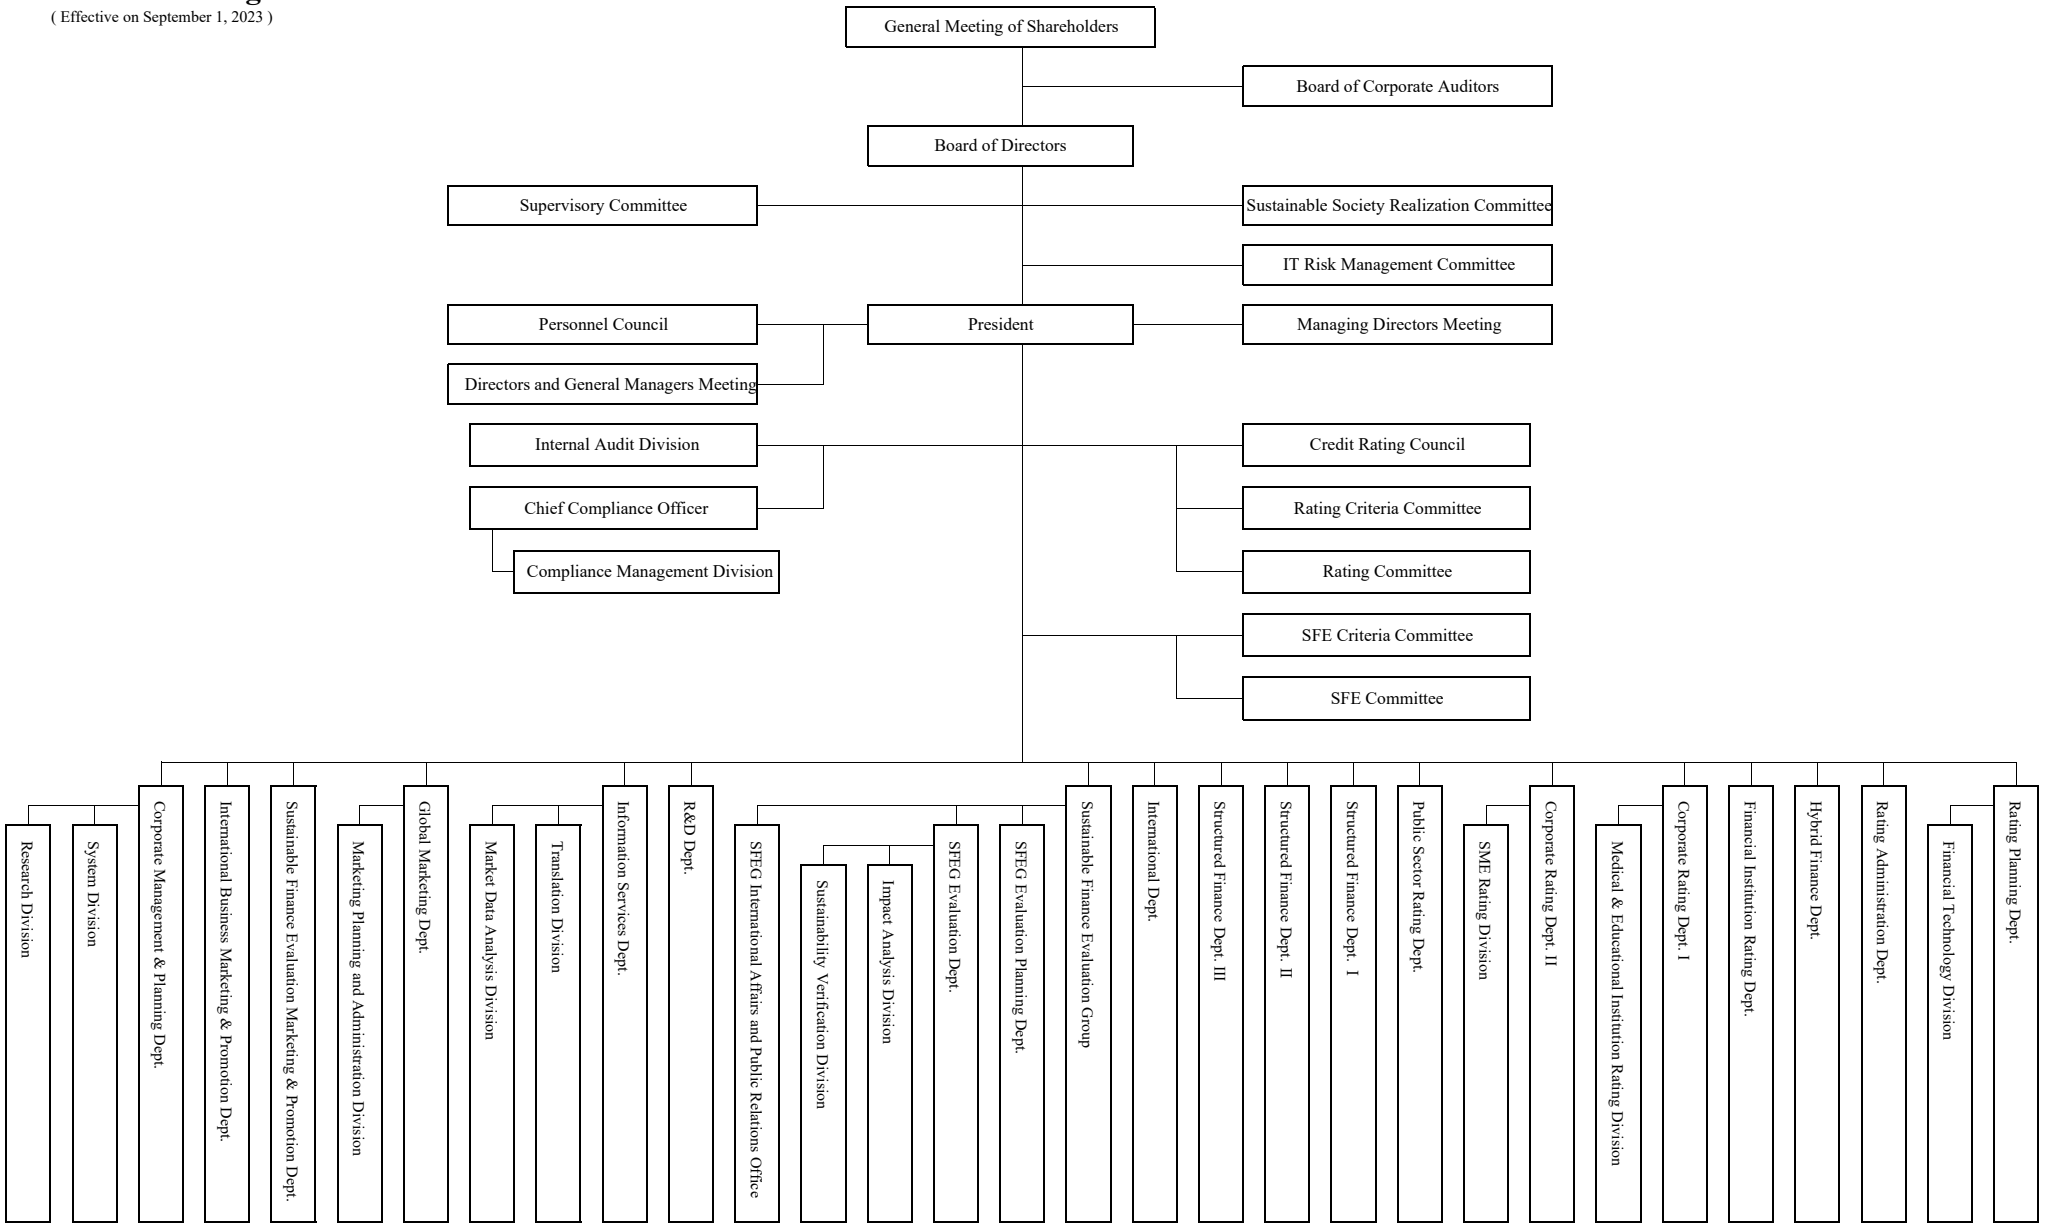 ( Effective on September 1, 2023 )
General Meeting of Shareholders
Board of Corporate Auditors
Board of Directors
Supervisory Committee
Sustainable Society Realization Committee
IT Risk Management Committee
Personnel Council
President
Managing Directors Meeting
Directors and General Managers Meeting
Internal Audit Division
Credit Rating Council
Chief Compliance Officer
Rating Criteria Committee
Compliance Management Division
Rating Committee
SFE Criteria Committee
SFE Committee
Research Division
System Division
Corporate Management & Planning Dept.
International Business Marketing & Promotion Dept.
Sustainable Finance Evaluation Marketing & Promotion Dept.
Marketing Planning and Administration Division
Global Marketing Dept.
Market Data Analysis Division
Translation Division
Information Services Dept.
R&D Dept.
SFEG International Affairs and Public Relations Office
Sustainability Verification Division
Impact Analysis Division
SFEG Evaluation Dept.
SFEG Evaluation Planning Dept.
Sustainable Finance Evaluation Group
International Dept.
Structured Finance Dept. III
Structured Finance Dept. II
Structured Finance Dept. I
Public Sector Rating Dept.
SME Rating Division
Corporate Rating Dept. II
Medical & Educational Institution Rating Division
Corporate Rating Dept. I
Financial Institution Rating Dept.
Hybrid Finance Dept.
Rating Administration Dept.
Financial Technology Division
Rating Planning Dept.